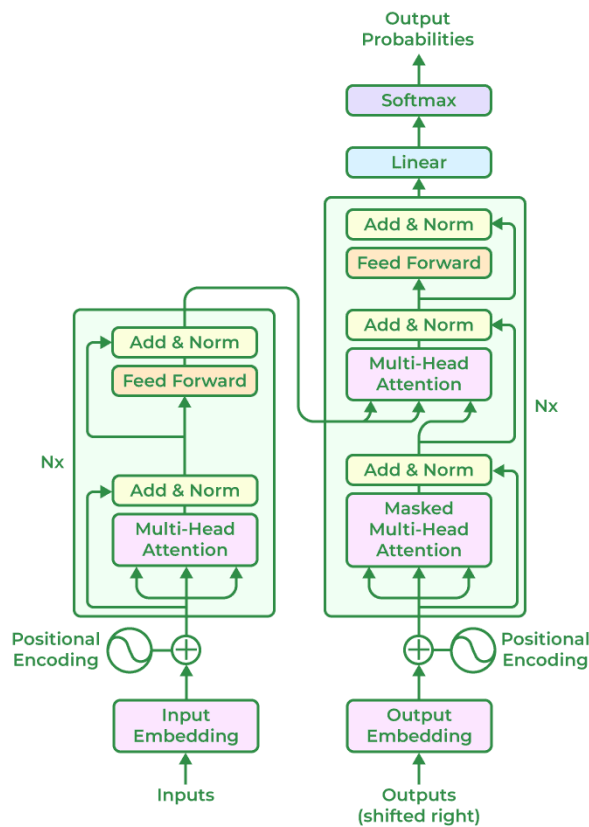 Output
Probabilities
Softmax
Linear
Add & Norm
Feed Forward
Add & Norm
Multi-Head
Attention
Nx
Add & Norm
Masked
Multi-Head
Attention
Positional
Encoding
Output
Embedding
Outputs
(shifted right)
Add & Norm
Feed Forward
Nx
Add & Norm
Multi-Head
Attention
Positional
Encoding
Input
Embedding
Inputs